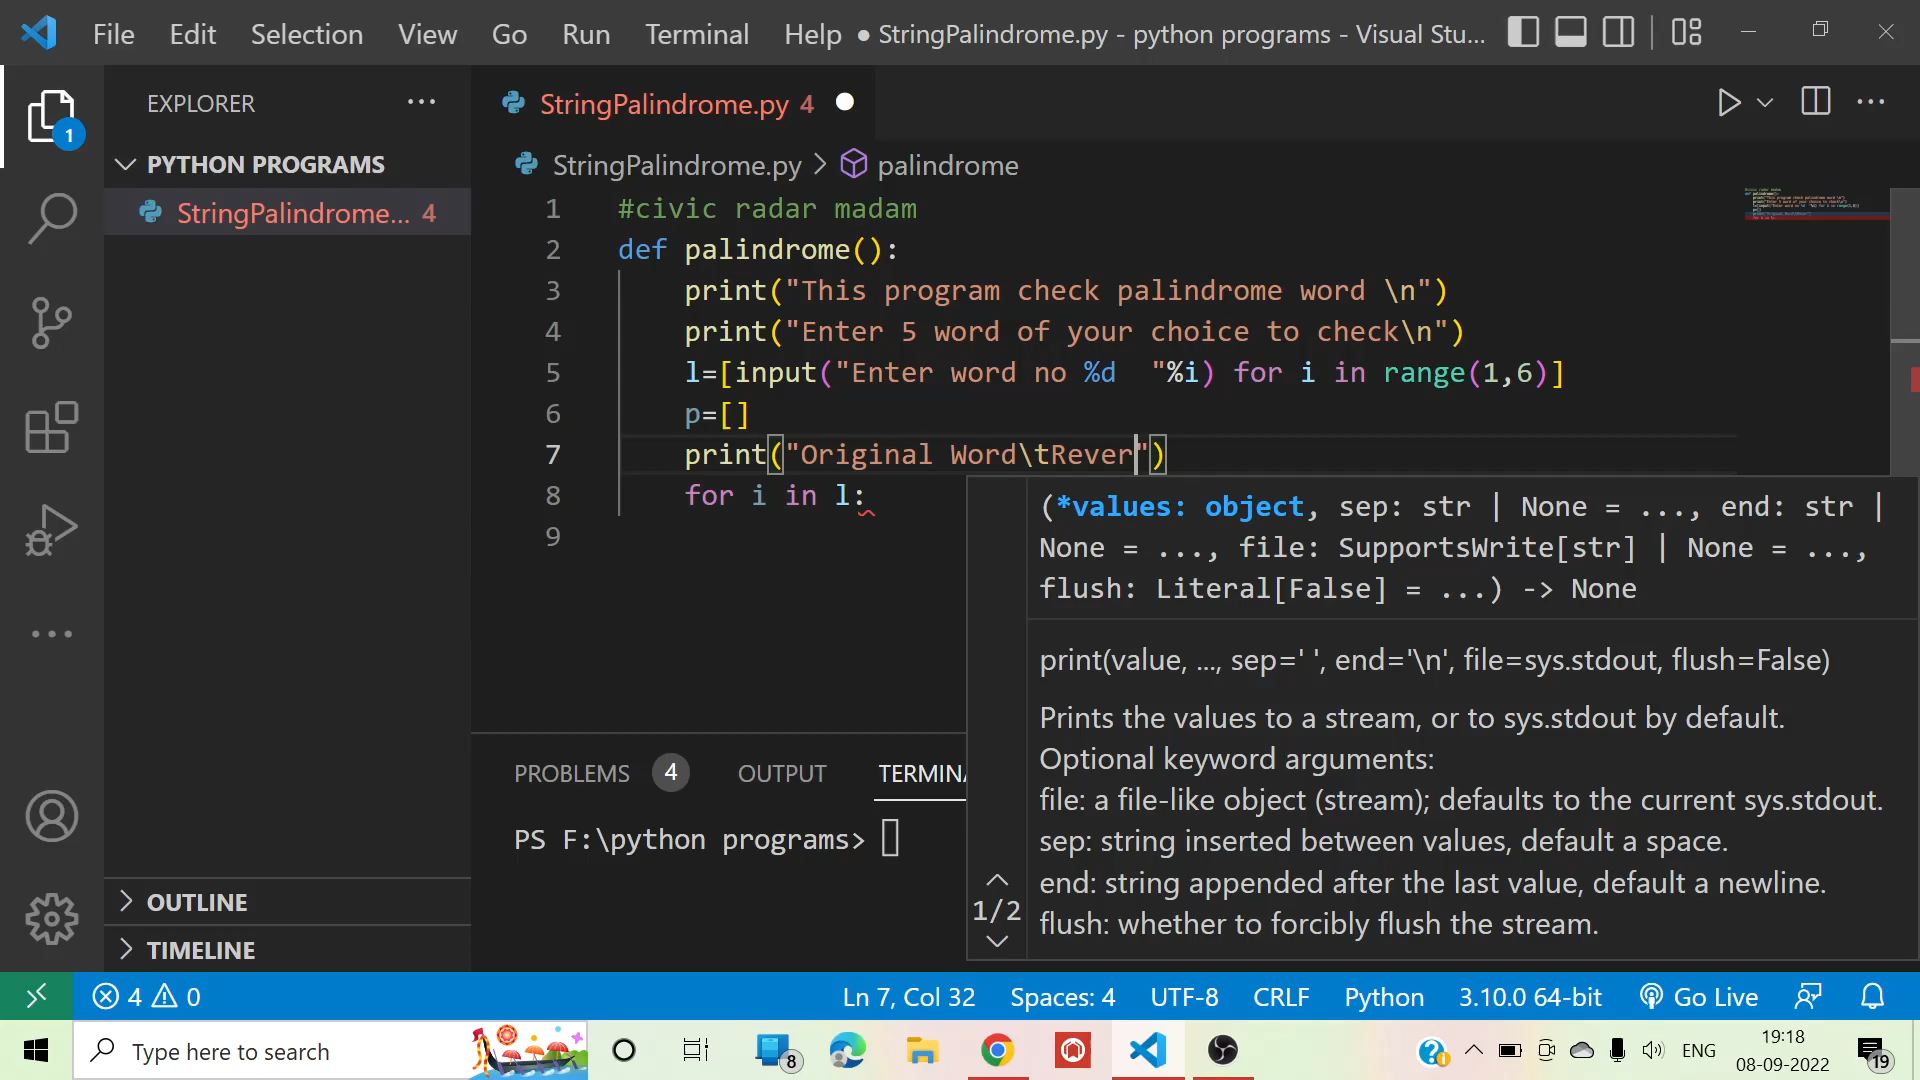 File Edit Selection View Go Run Terminal Help ● StringPalindrome.py - python programs - Visual Stu...
EXPLORER
StringPalindrome.py 4
1
PYTHON PROGRAMS
StringPalindrome.py > palindrome
StringPalindrome... 4
1 #civic radar madam
2 def palindrome():
3 print("This program check palindrome word \n")
4 print("Enter 5 word of your choice to check\n")
5 l=[input("Enter word no %d  "%i) for i in range(1,6)]
6 p=[]
7 print("Original Word\tRever")
8 for i in l:
9
(*values: object, sep: str | None = ..., end: str |
None = ..., file: SupportsWrite[str] | None = ...,
flush: Literal[False] = ...) -> None
print(value, ..., sep=' ', end='\n', file=sys.stdout, flush=False)
Prints the values to a stream, or to sys.stdout by default.
Optional keyword arguments:
file: a file-like object (stream); defaults to the current sys.stdout.
sep: string inserted between values, default a space.
end: string appended after the last value, default a newline.
flush: whether to forcibly flush the stream.
1/2
PROBLEMS 4 OUTPUT TERMINA
PS F:\python programs>
OUTLINE
TIMELINE
4 0 Ln 7, Col 32 Spaces: 4 UTF-8 CRLF Python 3.10.0 64-bit Go Live
Type here to search
8
ENG
19:18
08-09-2022
19